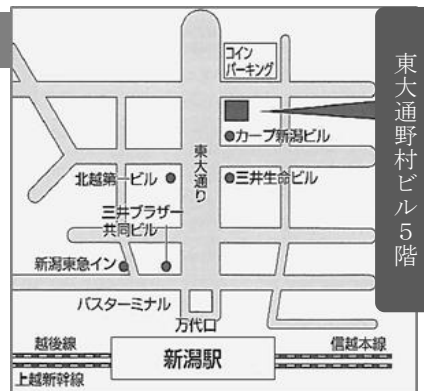 コイン
パーキング
カーブ新潟ビル
東大通り
北越第一ビル
三井生命ビル
三井ブラザー
共同ビル
新潟東急イン
バスターミナル
万代口
越後線
信越本線
新潟駅
上越新幹線
東大通野村ビル5階